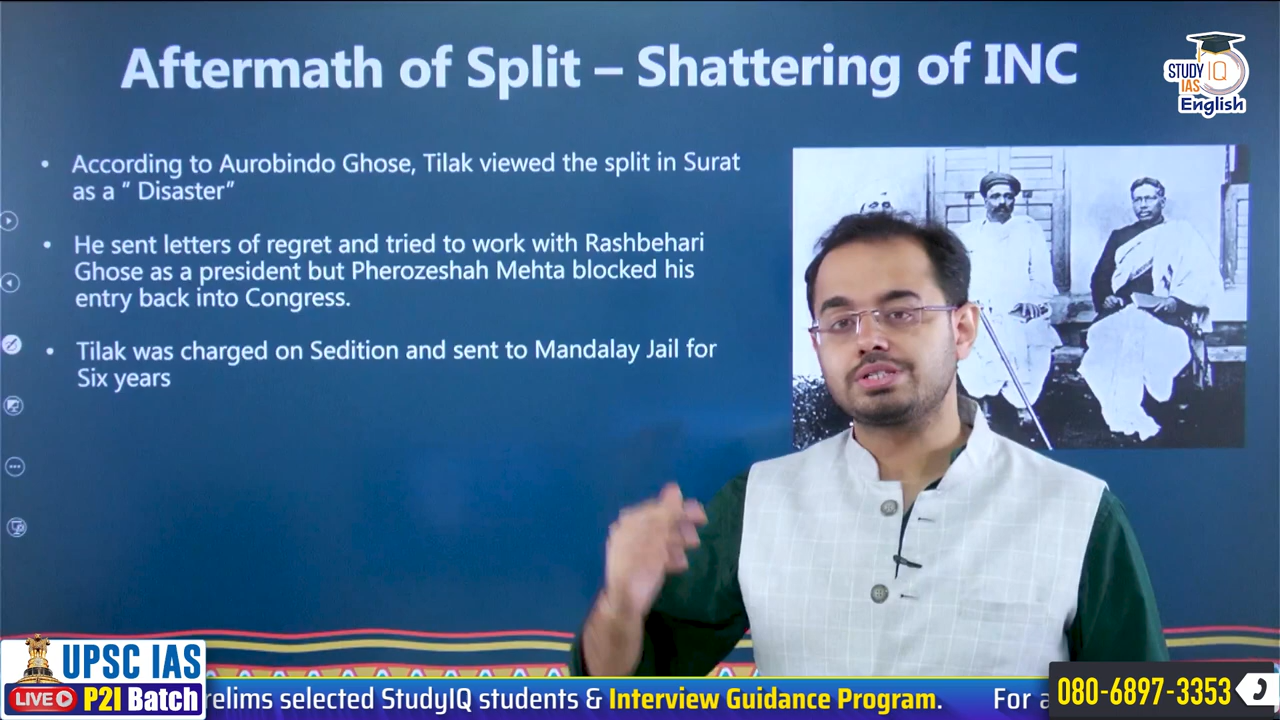 Aftermath of Split – Shattering of INC
STUDY IQ
IAS
English
• According to Aurobindo Ghose, Tilak viewed the split in Surat
as a “ Disaster”
• He sent letters of regret and tried to work with Rashbehari
Ghose as a president but Pherozeshah Mehta blocked his
entry back into Congress.
• Tilak was charged on Sedition and sent to Mandalay Jail for
Six years
UPSC IAS
LIVE P2I Batch
relims selected StudyIQ students & Interview Guidance Program. For a
080-6897-3353